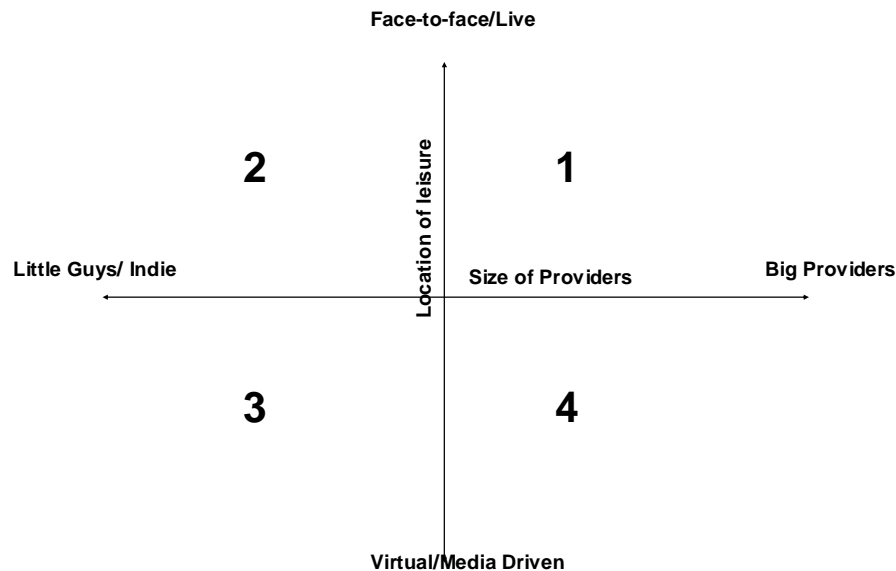 Face-to-face/Live
2
1
Location of leisure
Little Guys/ Indie
Size of Providers
Big Providers
3
4
Virtual/Media Driven